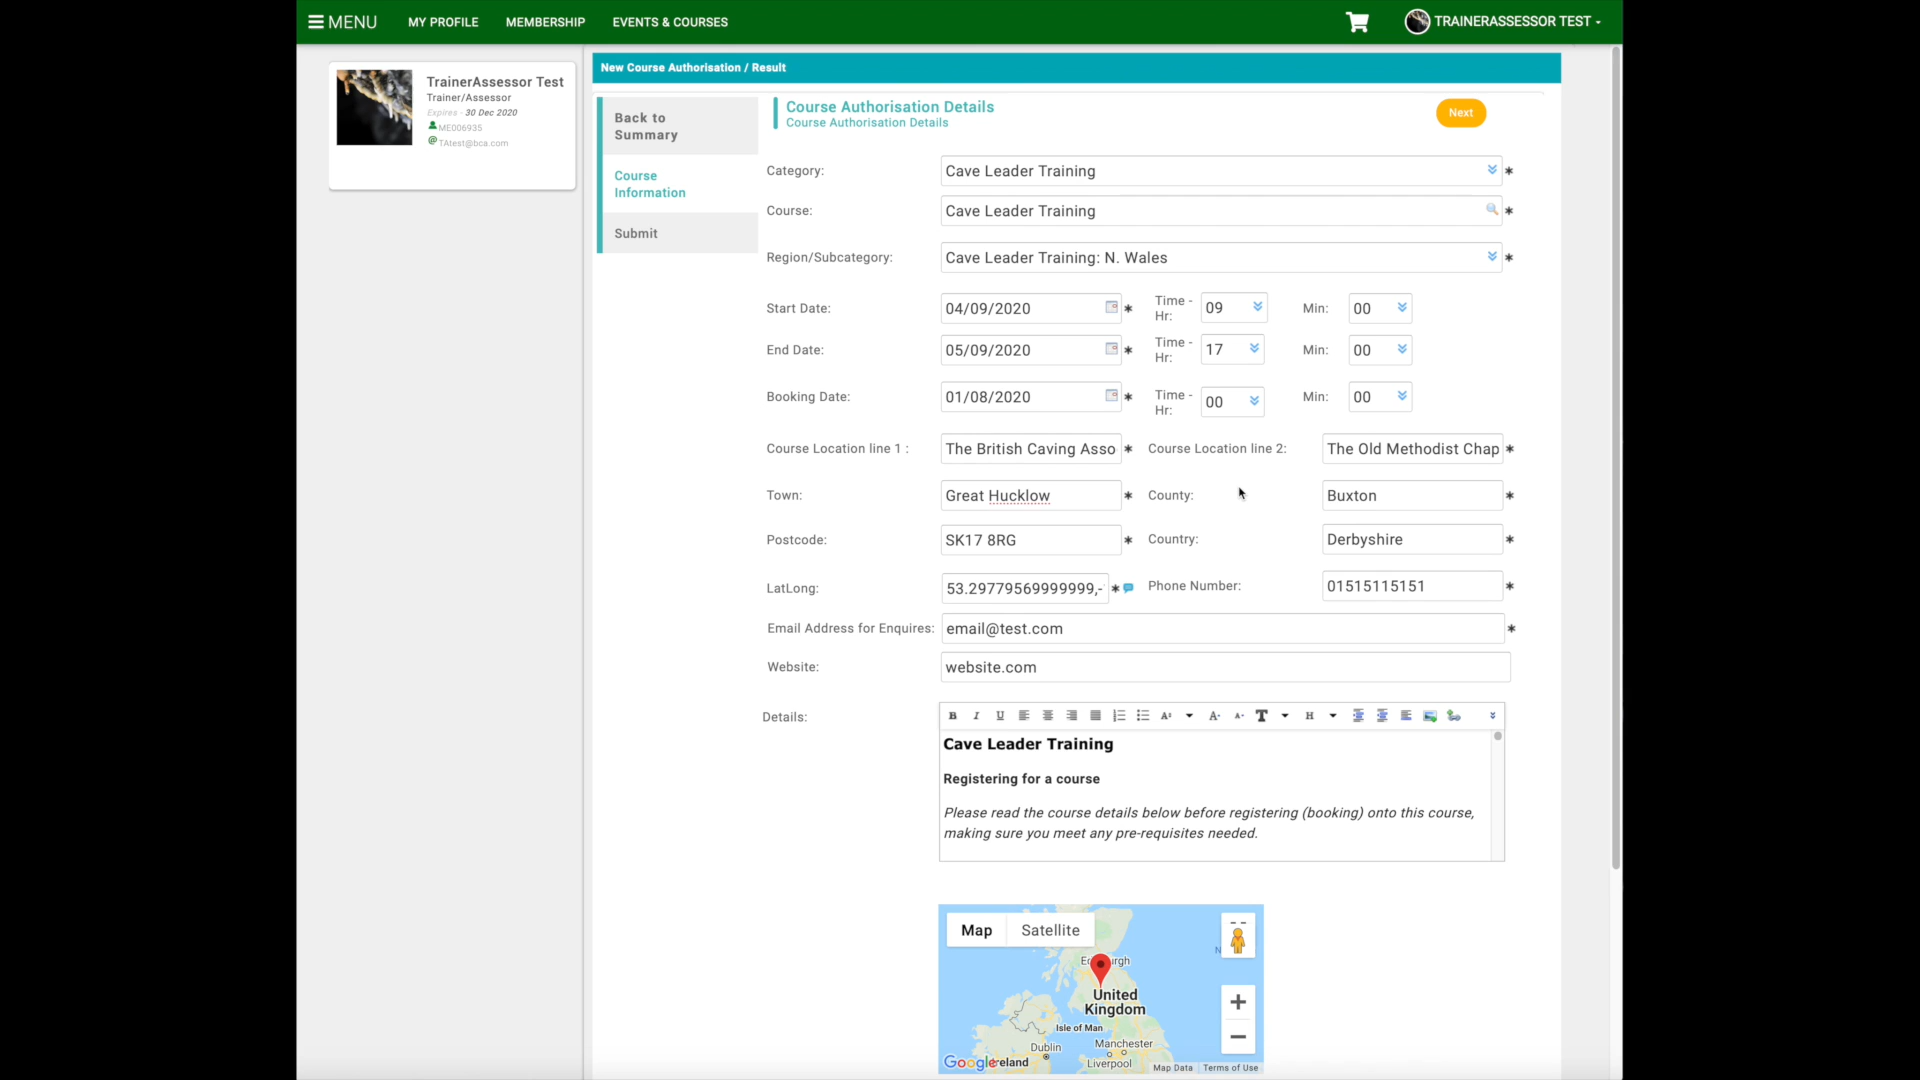 MENU MY PROFILE MEMBERSHIP EVENTS & COURSES TRAINERASSESSOR TEST
TrainerAssessor Test
Trainer/Assessor
Expires - 30 Dec 2020
ME006935
TAtest@bca.com
New Course Authorisation / Result
Back to
Summary
Course
Information
Submit
Course Authorisation Details
Course Authorisation Details
Next
Category: Cave Leader Training *
Course: Cave Leader Training *
Region/Subcategory: Cave Leader Training: N. Wales *
Start Date: 04/09/2020 * Time - Hr: 09 Min: 00
End Date: 05/09/2020 * Time - Hr: 17 Min: 00
Booking Date: 01/08/2020 * Time - Hr: 00 Min: 00
Course Location line 1 : The British Caving Asso * Course Location line 2: The Old Methodist Chap *
Town: Great Hucklow * County: Buxton *
Postcode: SK17 8RG * Country: Derbyshire *
LatLong: 53.29779569999999,- * Phone Number: 01515115151 *
Email Address for Enquires: email@test.com *
Website: website.com
Details:
B I U A T H
Cave Leader Training
Registering for a course
Please read the course details below before registering (booking) onto this course,
making sure you meet any pre-requisites needed.
Map Satellite
United
Kingdom
Isle of Man
Dublin Manchester
Google reland Liverpool
Map Data Terms of Use